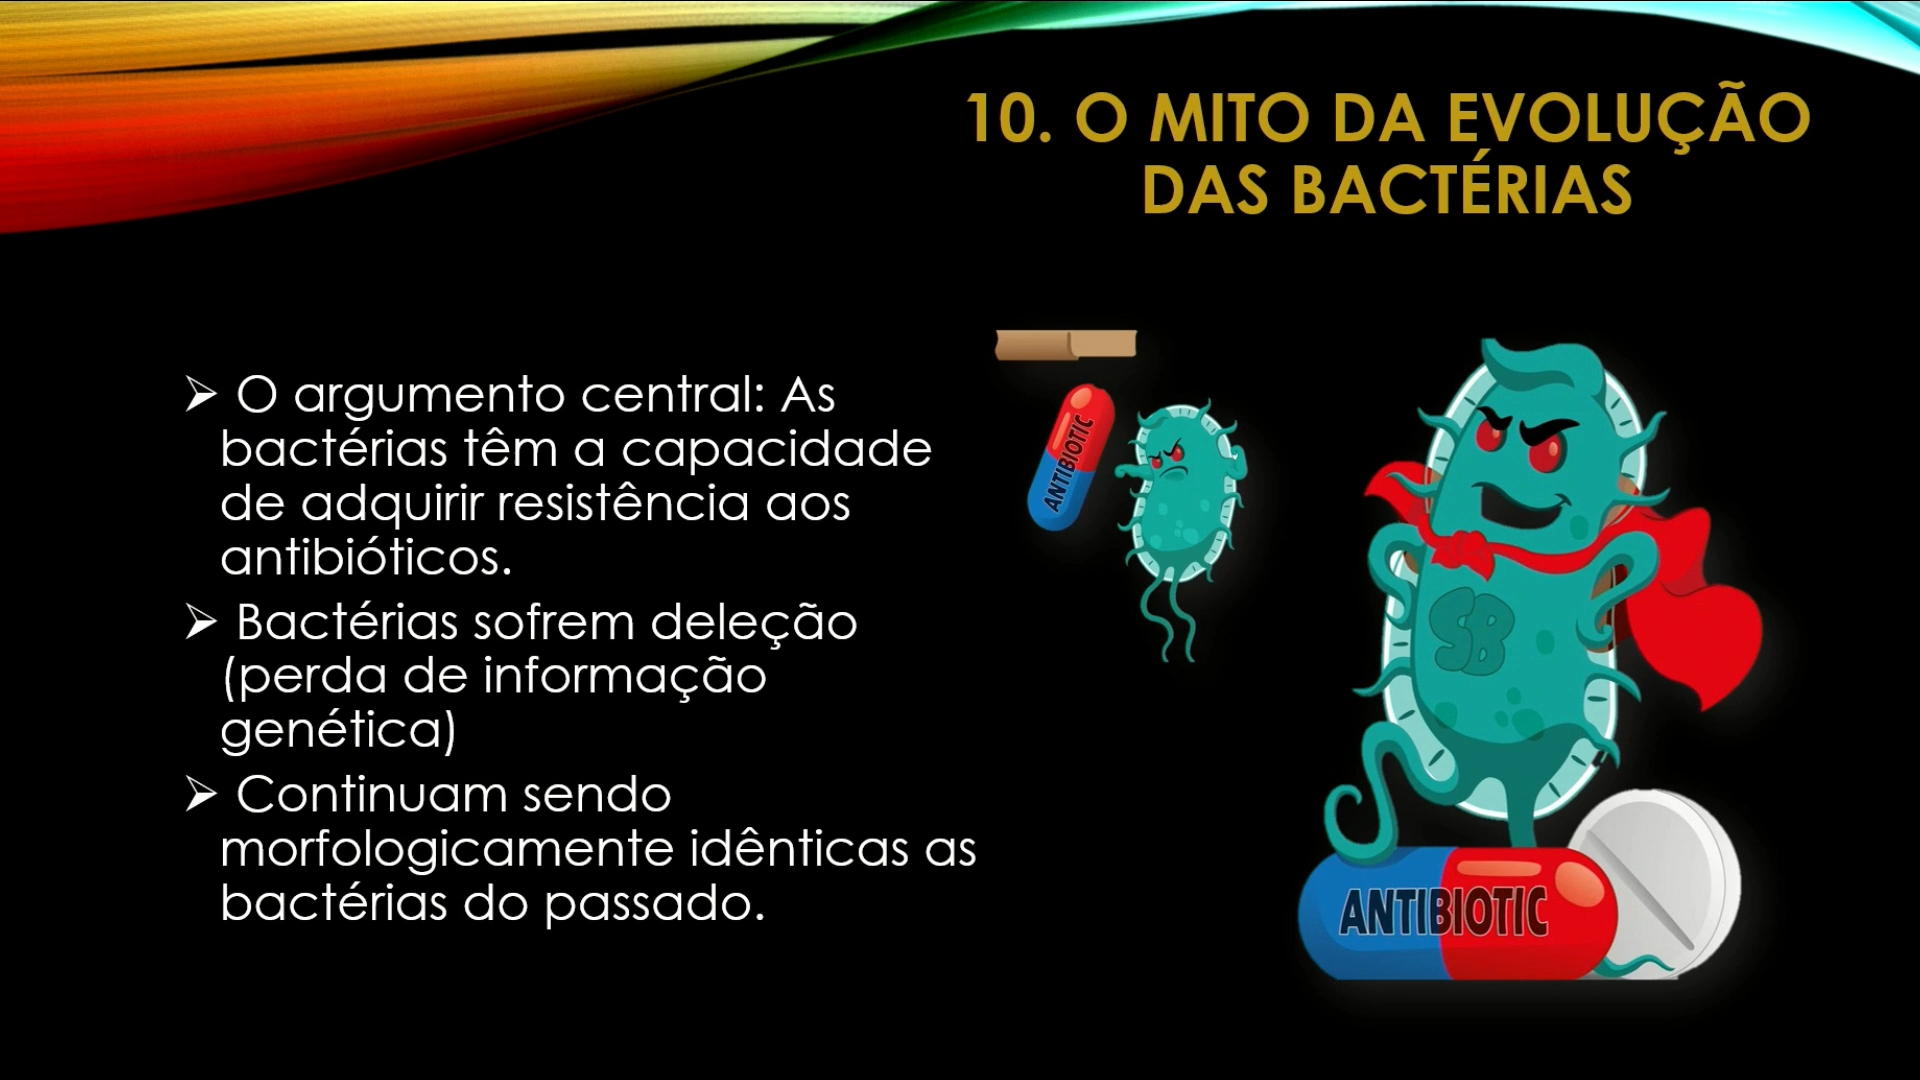 10. O MITO DA EVOLUÇÃO
DAS BACTÉRIAS
➢ O argumento central: As
bactérias têm a capacidade
de adquirir resistência aos
antibióticos.
➢ Bactérias sofrem deleção
(perda de informação
genética)
➢ Continuam sendo
morfologicamente idênticas as
bactérias do passado.
ANTIBIOTIC
SB
ANTIBIOTIC